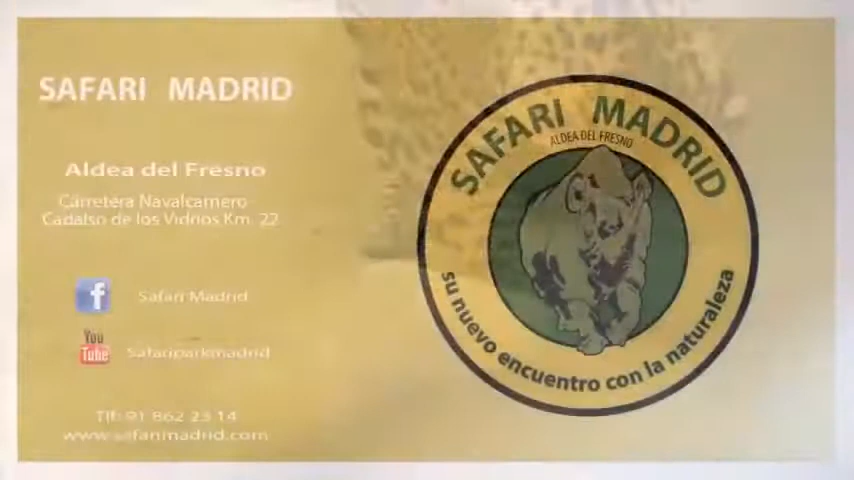 SAFARI MADRID
Aldea del Fresno
Carretera Navalcarnero
Cadalso de los Vidrios Km. 22
f Safari Madrid
You
Tube Safariparkmadrid
Tlf: 91 862 23 14
www.safarimadrid.com
SAFARI MADRID
ALDEA DEL FRESNO
su nuevo encuentro con la naturaleza